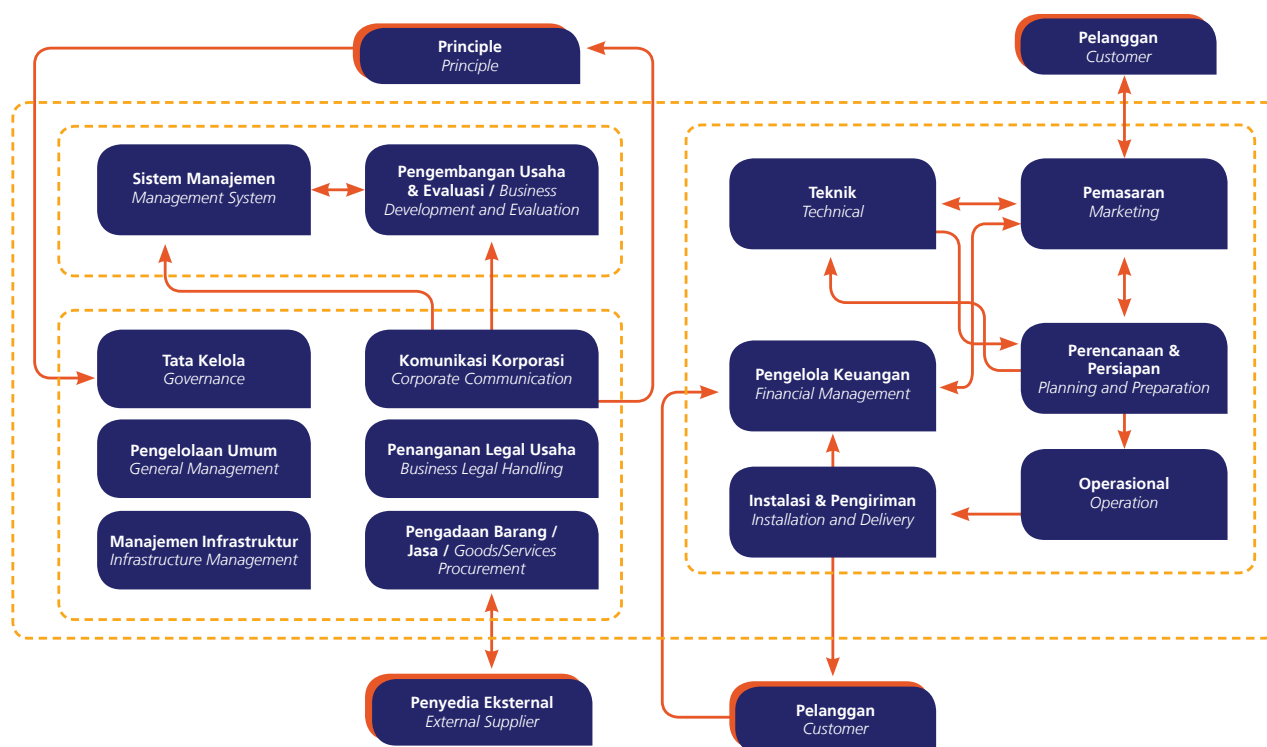 Principle
Principle
Pelanggan
Customer
Sistem Manajemen
Management System
Pengembangan Usaha
& Evaluasi / Business
Development and Evaluation
Teknik
Technical
Pemasaran
Marketing
Tata Kelola
Governance
Komunikasi Korporasi
Corporate Communication
Pengelola Keuangan
Financial Management
Perencanaan &
Persiapan
Planning and Preparation
Pengelolaan Umum
General Management
Penanganan Legal Usaha
Business Legal Handling
Instalasi & Pengiriman
Installation and Delivery
Operasional
Operation
Manajemen Infrastruktur
Infrastructure Management
Pengadaan Barang /
Jasa / Goods/Services
Procurement
Penyedia Eksternal
External Supplier
Pelanggan
Customer